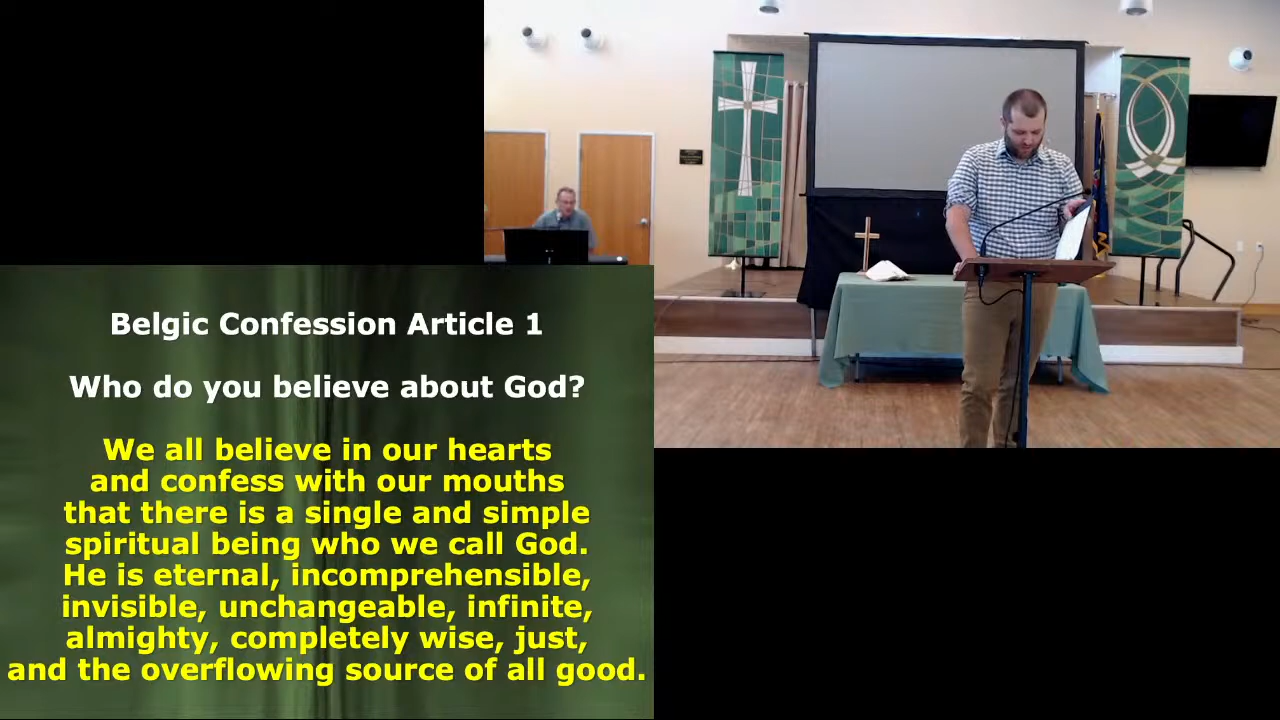 Belgic Confession Article 1
Who do you believe about God?
We all believe in our hearts
and confess with our mouths
that there is a single and simple
spiritual being who we call God.
He is eternal, incomprehensible,
invisible, unchangeable, infinite,
almighty, completely wise, just,
and the overflowing source of all good.